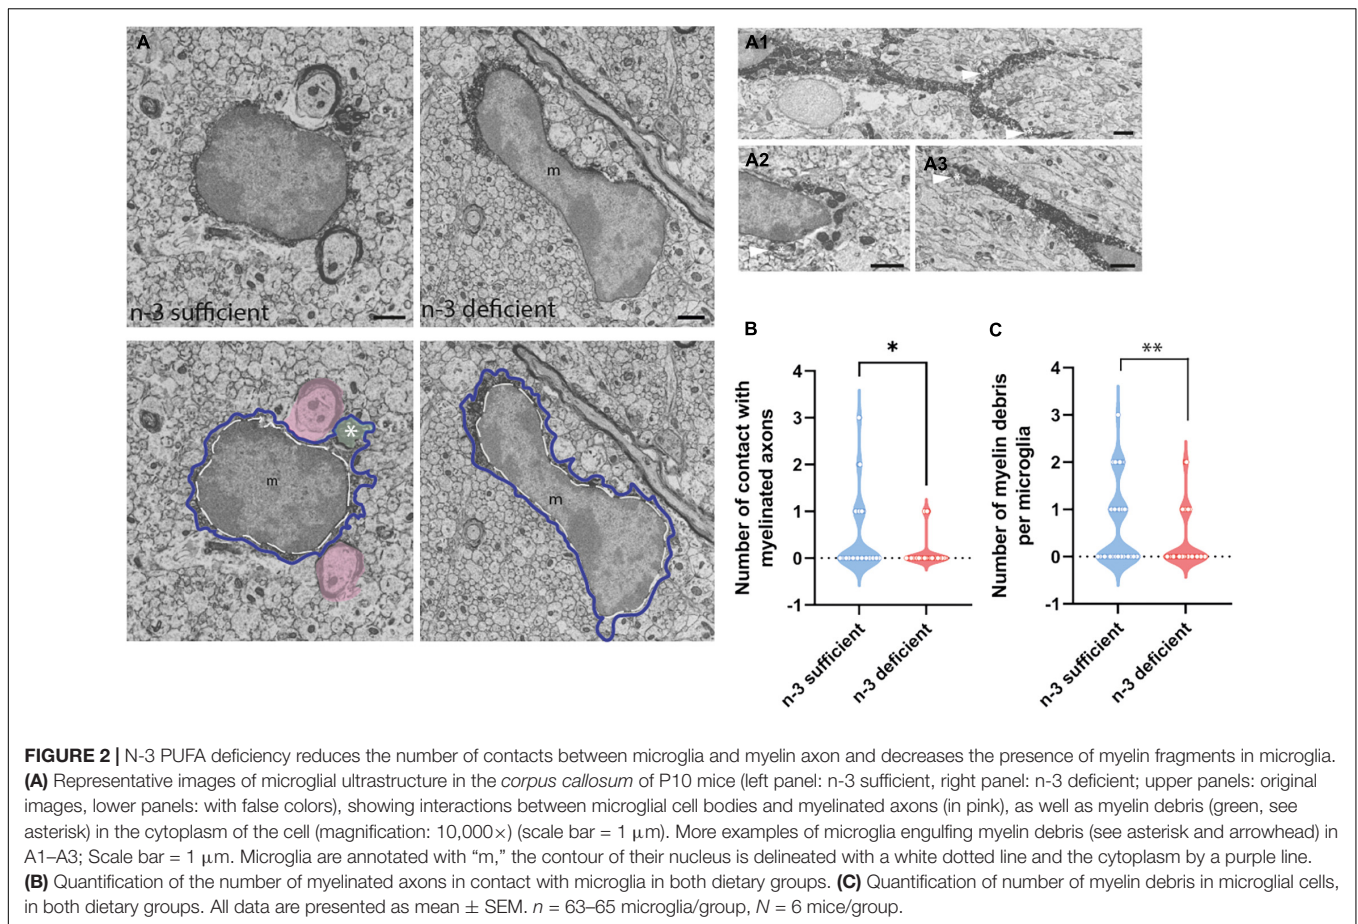 A
n-3 sufficient
m
n-3 deficient
*
m
m
A1
A2
A3
B
*
Number of contact with
myelinated axons
4
3
2
1
0
-1
n-3 sufficient
n-3 deficient
C
**
Number of myelin debris
per microglia
4
3
2
1
0
-1
n-3 sufficient
n-3 deficient
FIGURE 2 | N-3 PUFA deficiency reduces the number of contacts between microglia and myelin axon and decreases the presence of myelin fragments in microglia.
(A) Representative images of microglial ultrastructure in the corpus callosum of P10 mice (left panel: n-3 sufficient, right panel: n-3 deficient; upper panels: original
images, lower panels: with false colors), showing interactions between microglial cell bodies and myelinated axons (in pink), as well as myelin debris (green, see
asterisk) in the cytoplasm of the cell (magnification: 10,000×) (scale bar = 1 μm). More examples of microglia engulfing myelin debris (see asterisk and arrowhead) in
A1–A3; Scale bar = 1 μm. Microglia are annotated with “m,” the contour of their nucleus is delineated with a white dotted line and the cytoplasm by a purple line.
(B) Quantification of the number of myelinated axons in contact with microglia in both dietary groups. (C) Quantification of number of myelin debris in microglial cells,
in both dietary groups. All data are presented as mean ± SEM. n = 63–65 microglia/group, N = 6 mice/group.